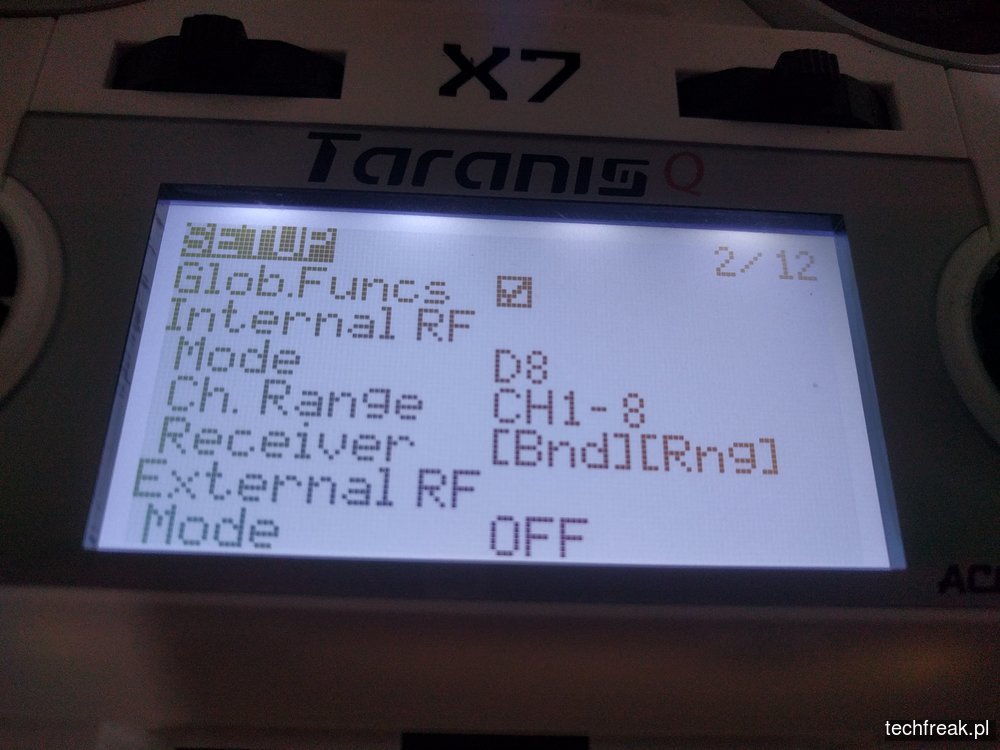 X7
Taranis Q
SETUP 2/12
Glob.Funcs
Internal RF
Mode D8
Ch. Range CH1-8
Receiver [Bnd][Rng]
External RF
Mode OFF
techfreak.pl